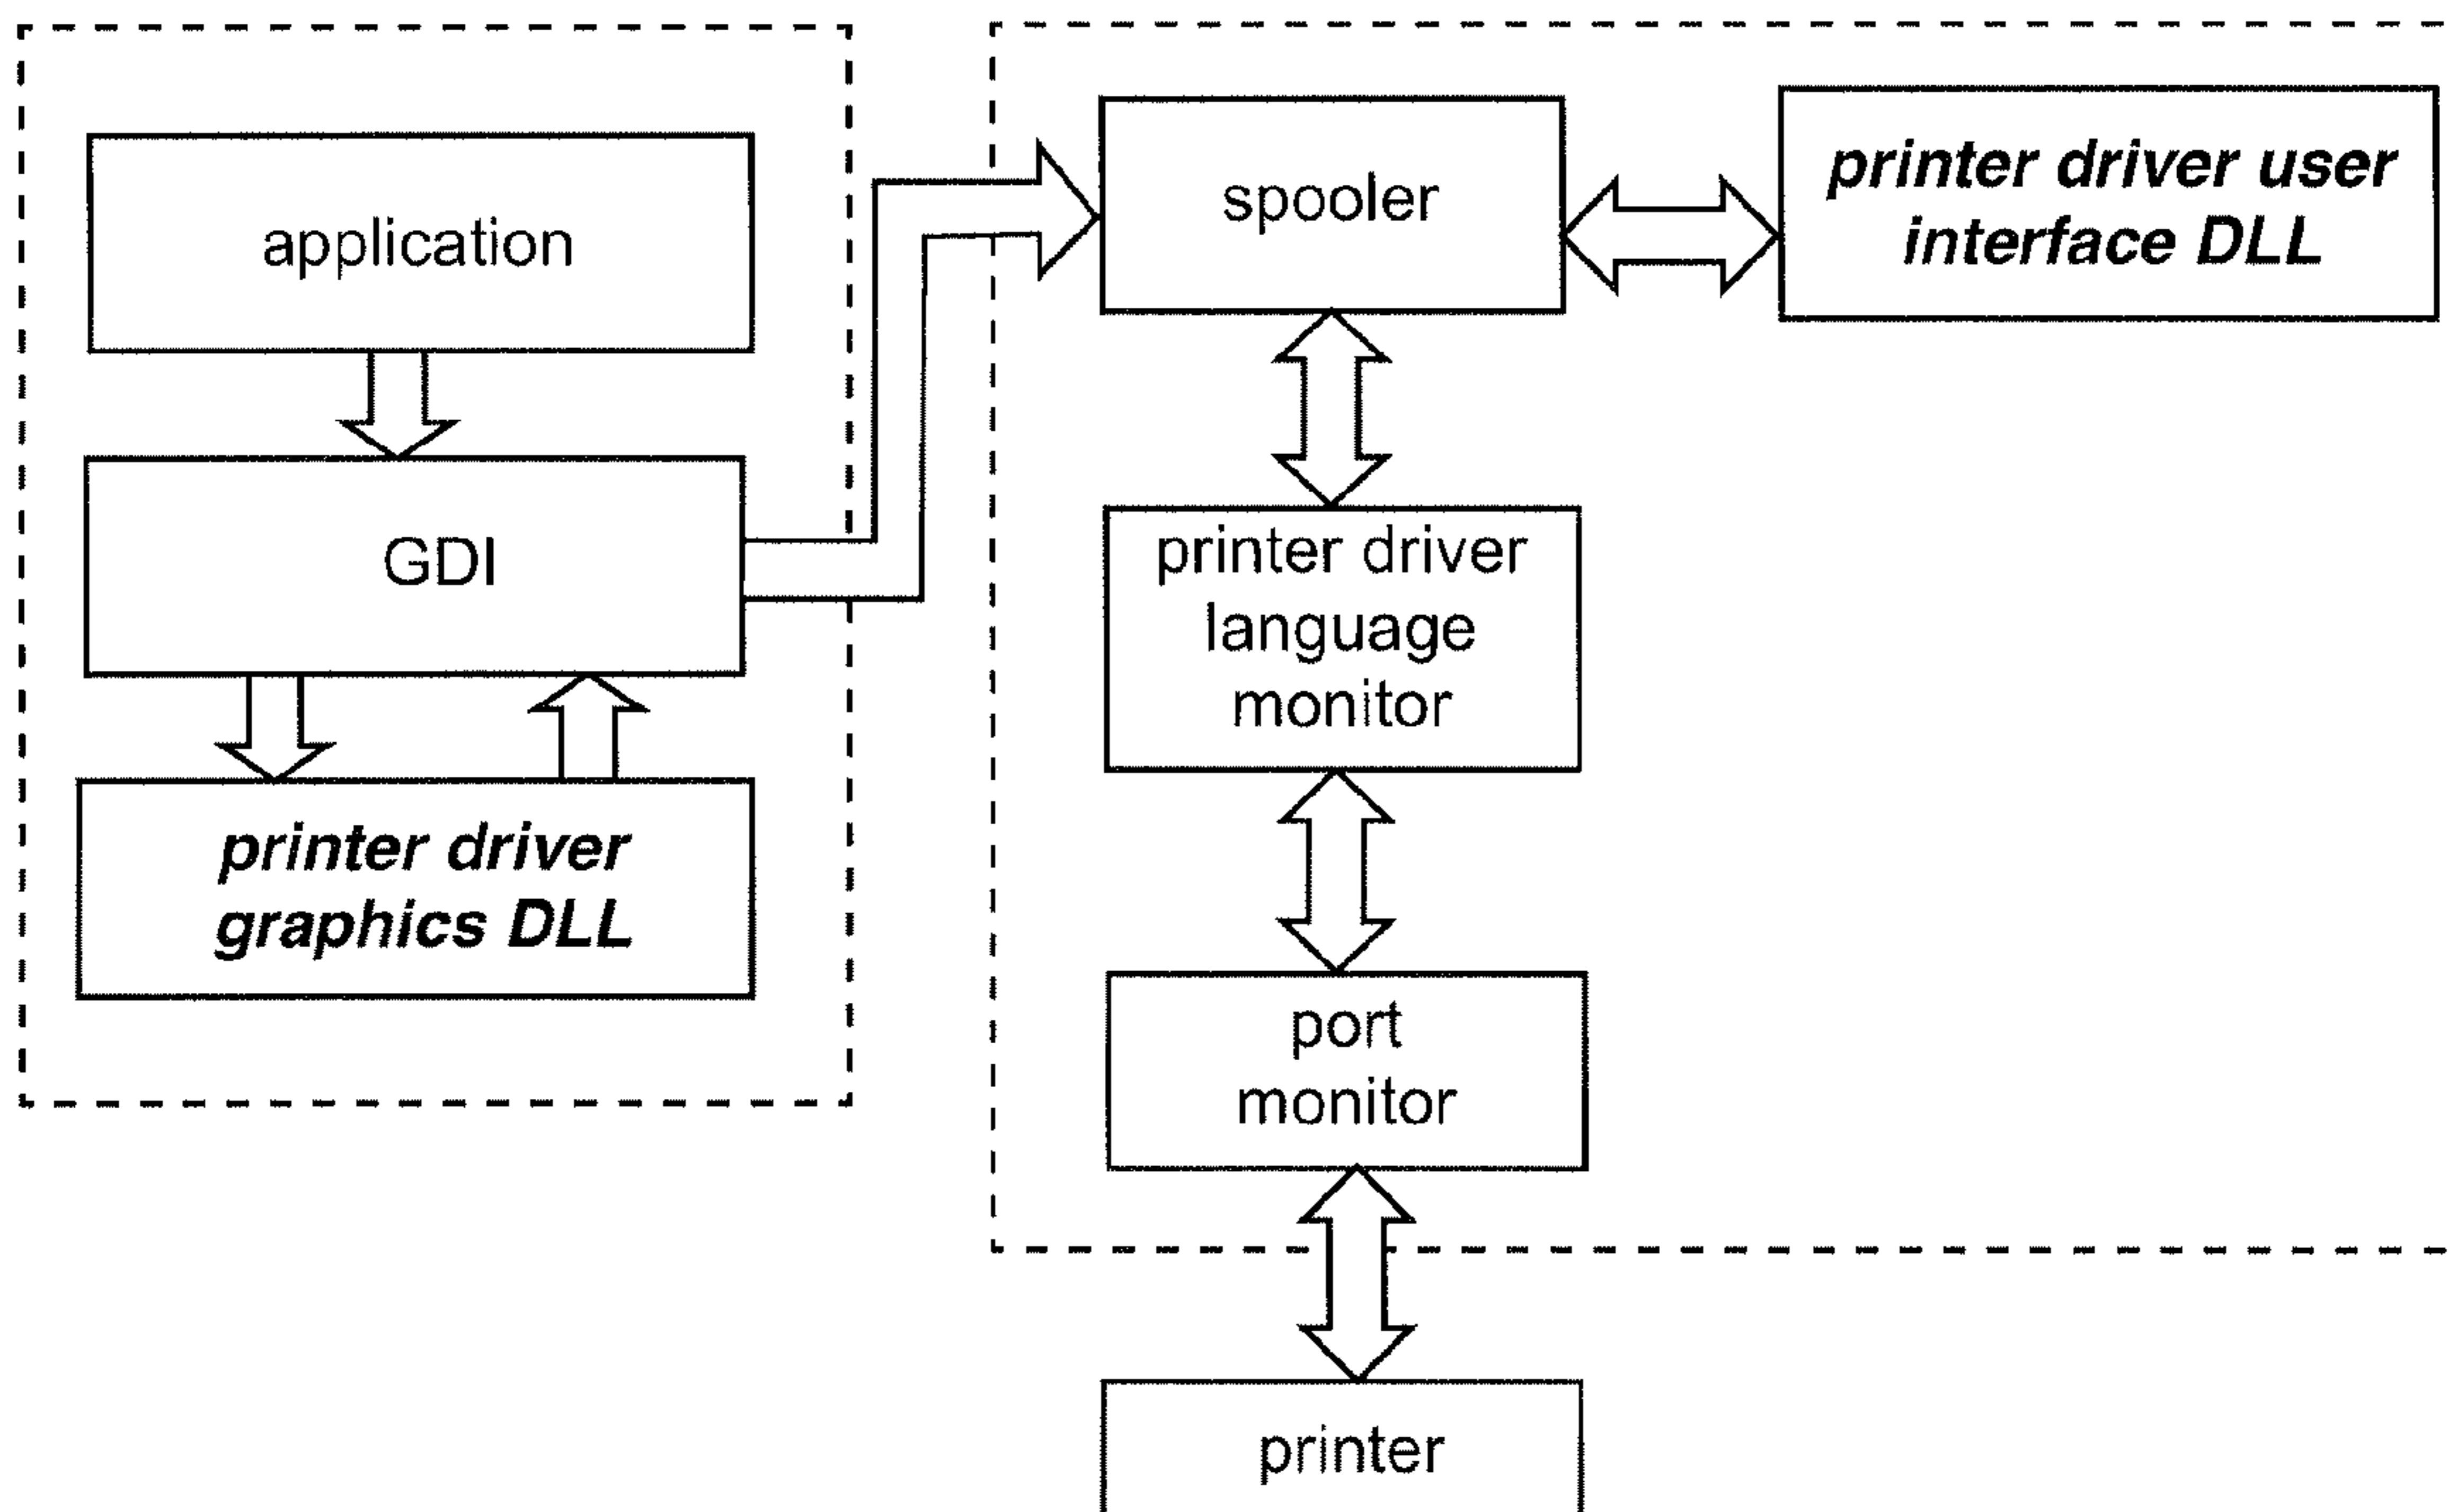 application
GDI
printer driver
graphics DLL
spooler
printer driver user
interface DLL
printer driver
language
monitor
port
monitor
printer